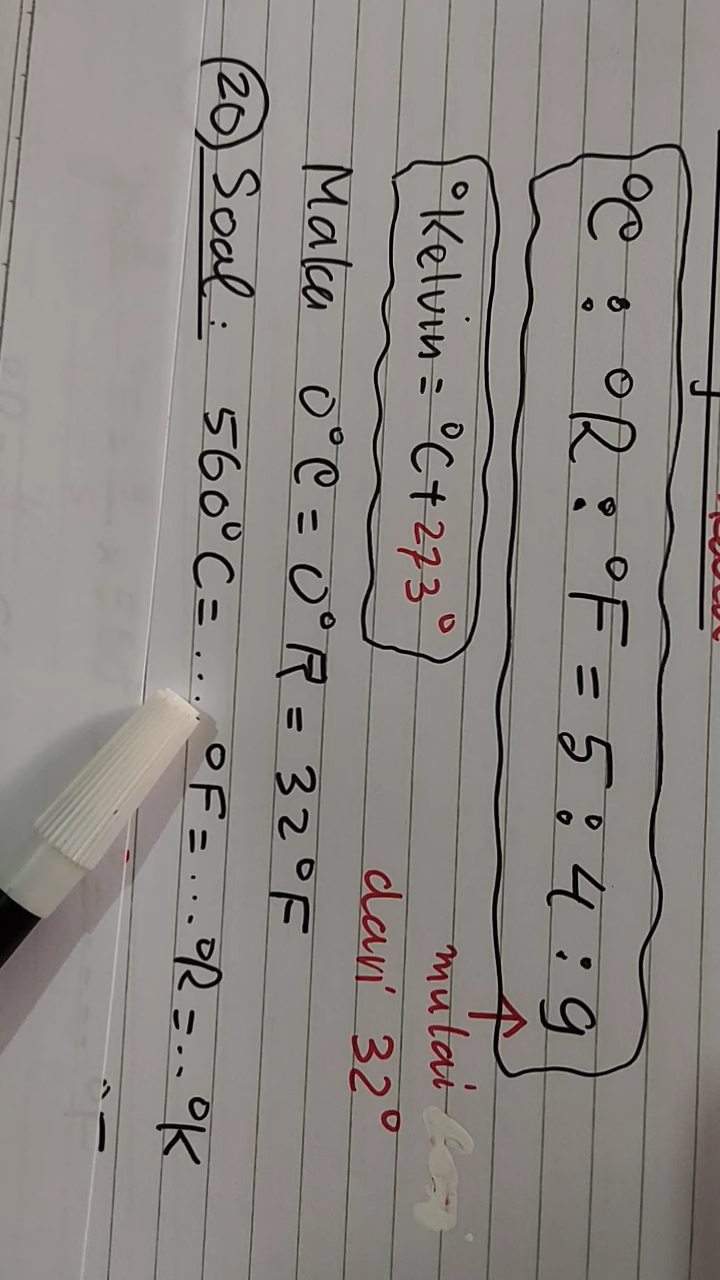 °C : °R : °F = 5 : 4 : 9
°Kelvin = °C + 273°
mulai
dari 32°
Maka 0°C = 0°R = 32°F
20 Soal : 560°C = .... °F = .... °R = ... °K